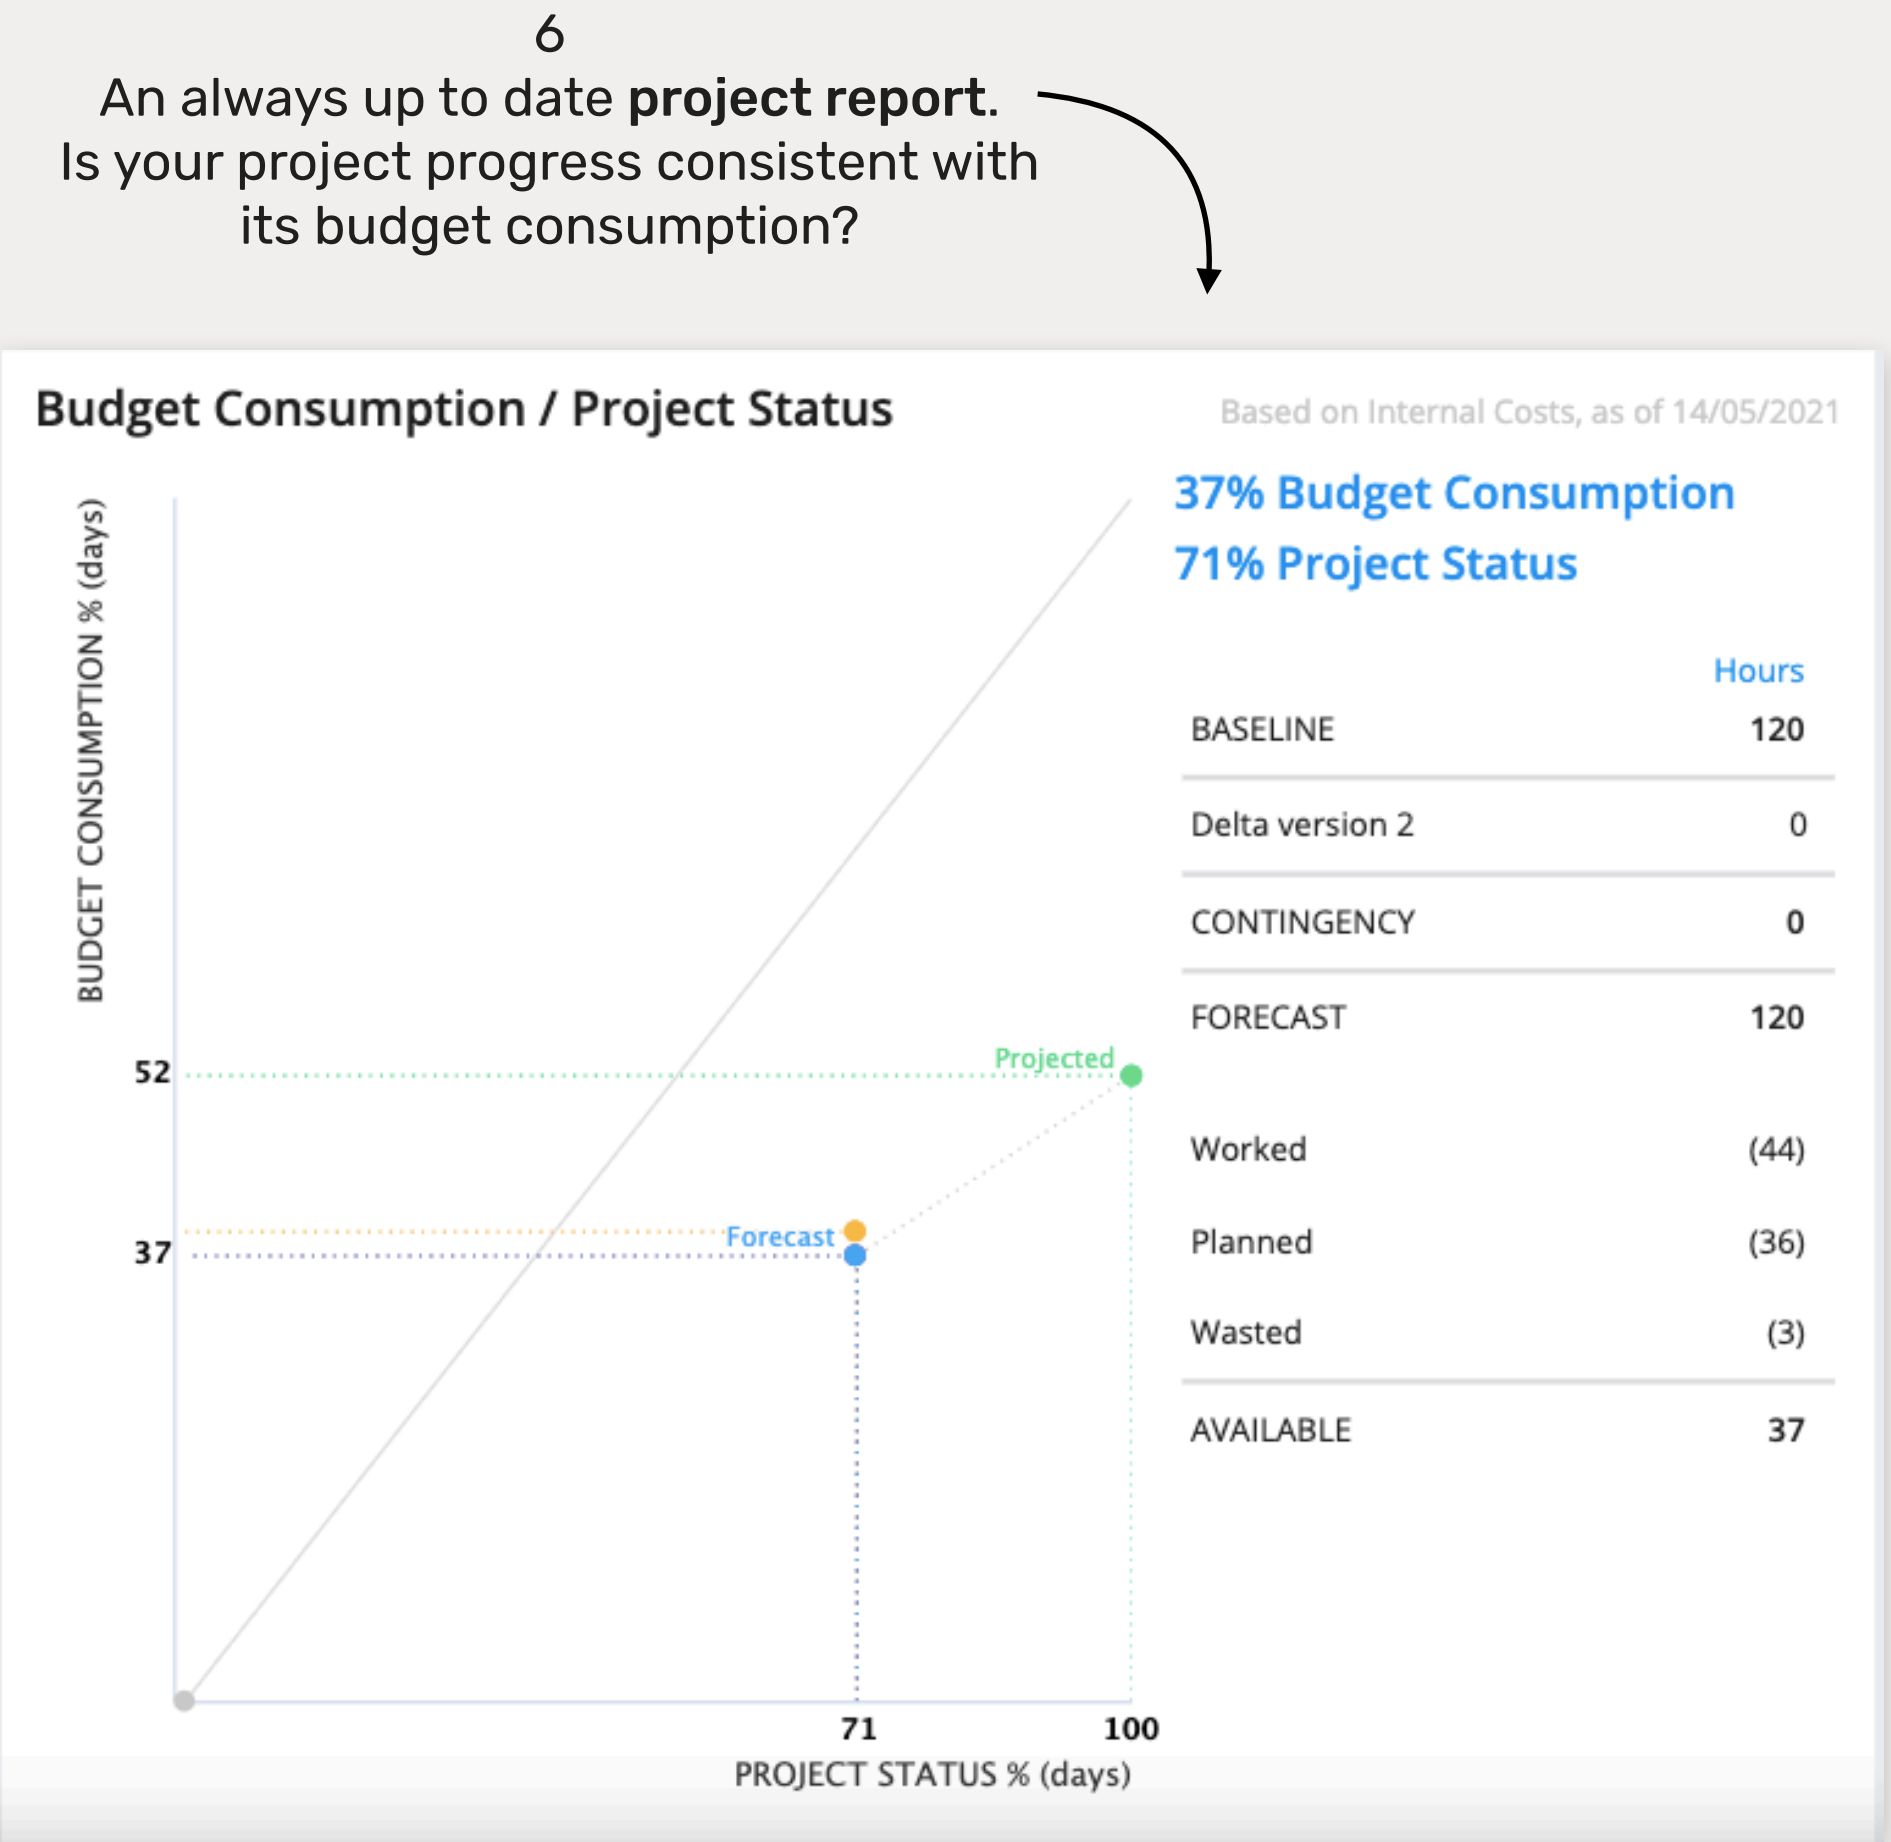 6
An always up to date project report.
Is your project progress consistent with
its budget consumption?
Budget Consumption / Project Status
Based on Internal Costs, as of 14/05/2021
37% Budget Consumption
71% Project Status
BUDGET CONSUMPTION % (days)
Hours
BASELINE 120
Delta version 2 0
CONTINGENCY 0
FORECAST 120
Worked (44)
Planned (36)
Wasted (3)
AVAILABLE 37
52
Projected
Forecast
37
71
100
PROJECT STATUS % (days)